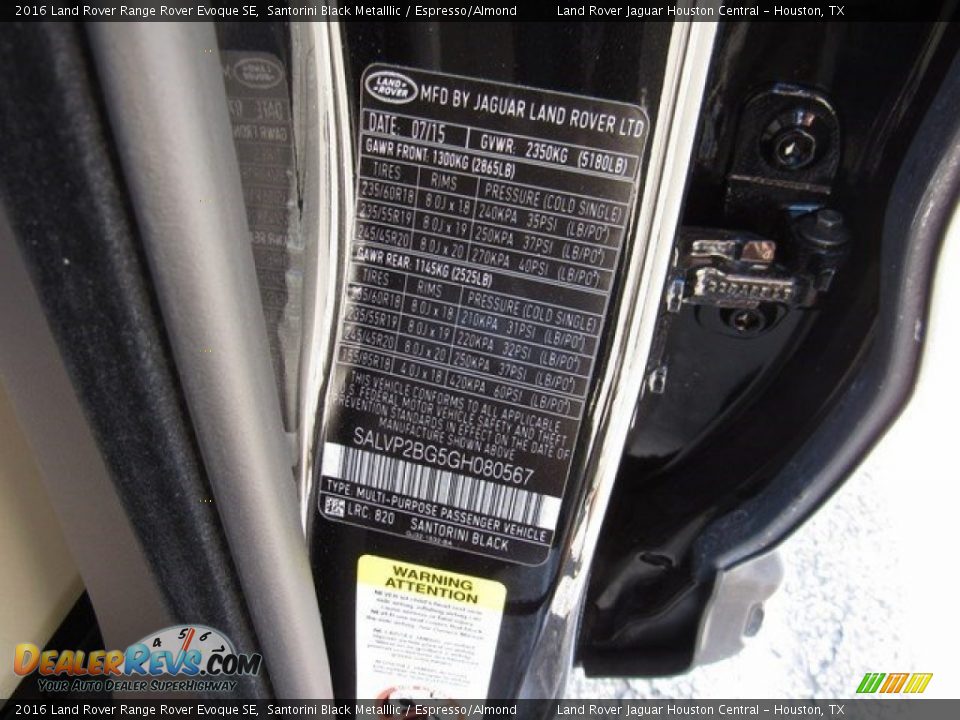 2016 Land Rover Range Rover Evoque SE,  Santorini Black Metalllic / Espresso/Almond    Land Rover Jaguar Houston Central - Houston, TX
LAND ROVER MFD BY JAGUAR LAND ROVER LTD
DATE: 07/15 GVWR: 2350KG (5180LB)
GAWR FRONT: 1300KG (2865LB)
TIRES RIMS PRESSURE (COLD SINGLE)
235/60R18 8.0J x 18 240KPA 35PSI (LB/PO²)
235/55R19 8.0J x 19 250KPA 37PSI (LB/PO²)
245/45R20 8.0J x 20 270KPA 40PSI (LB/PO²)
GAWR REAR: 1145KG (2525LB)
TIRES RIMS PRESSURE (COLD SINGLE)
235/60R18 8.0J x 18 210KPA 31PSI (LB/PO²)
235/55R19 8.0J x 19 220KPA 32PSI (LB/PO²)
245/45R20 8.0J x 20 250KPA 37PSI (LB/PO²)
155/85R18 4.0J x 18 420KPA 60PSI (LB/PO²)
THIS VEHICLE CONFORMS TO ALL APPLICABLE
U.S. FEDERAL MOTOR VEHICLE SAFETY AND THEFT
PREVENTION STANDARDS IN EFFECT ON THE DATE OF
MANUFACTURE SHOWN ABOVE
SALVP2BG5GH080567
TYPE: MULTI-PURPOSE PASSENGER VEHICLE
LRC: 820 SANTORINI BLACK
WARNING
ATTENTION
4 5 6
DEALERREVS.COM
YOUR AUTO DEALER SUPERHIGHWAY
2016 Land Rover Range Rover Evoque SE,  Santorini Black Metalllic / Espresso/Almond    Land Rover Jaguar Houston Central - Houston, TX